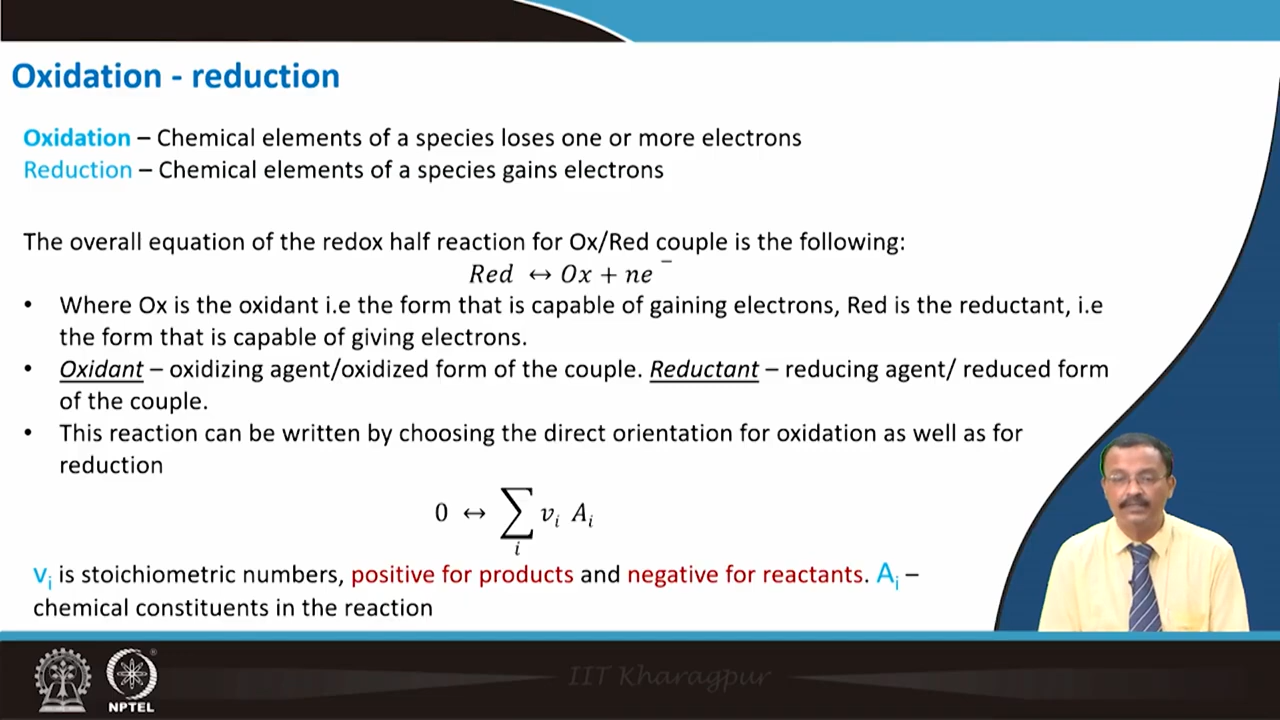 Oxidation - reduction
Oxidation – Chemical elements of a species loses one or more electrons
Reduction – Chemical elements of a species gains electrons
The overall equation of the redox half reaction for Ox/Red couple is the following:
Red ↔ Ox + ne⁻
• Where Ox is the oxidant i.e the form that is capable of gaining electrons, Red is the reductant, i.e
the form that is capable of giving electrons.
• Oxidant – oxidizing agent/oxidized form of the couple. Reductant – reducing agent/ reduced form
of the couple.
• This reaction can be written by choosing the direct orientation for oxidation as well as for
reduction
0 ↔ ∑ᵢ vᵢ Aᵢ
vᵢ is stoichiometric numbers, positive for products and negative for reactants. Aᵢ –
chemical constituents in the reaction
IIT Kharagpur
NPTEL